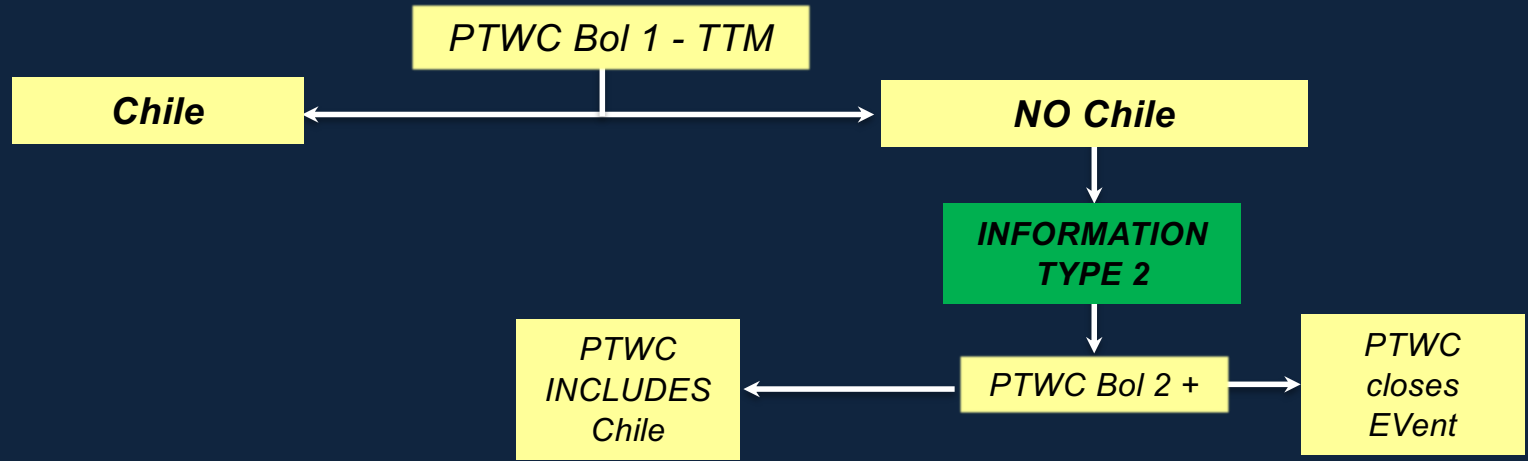 PTWC Bol 1 - TTM
Chile
NO Chile
INFORMATION
TYPE 2
PTWC
INCLUDES
Chile
PTWC Bol 2 +
PTWC
closes
EVent